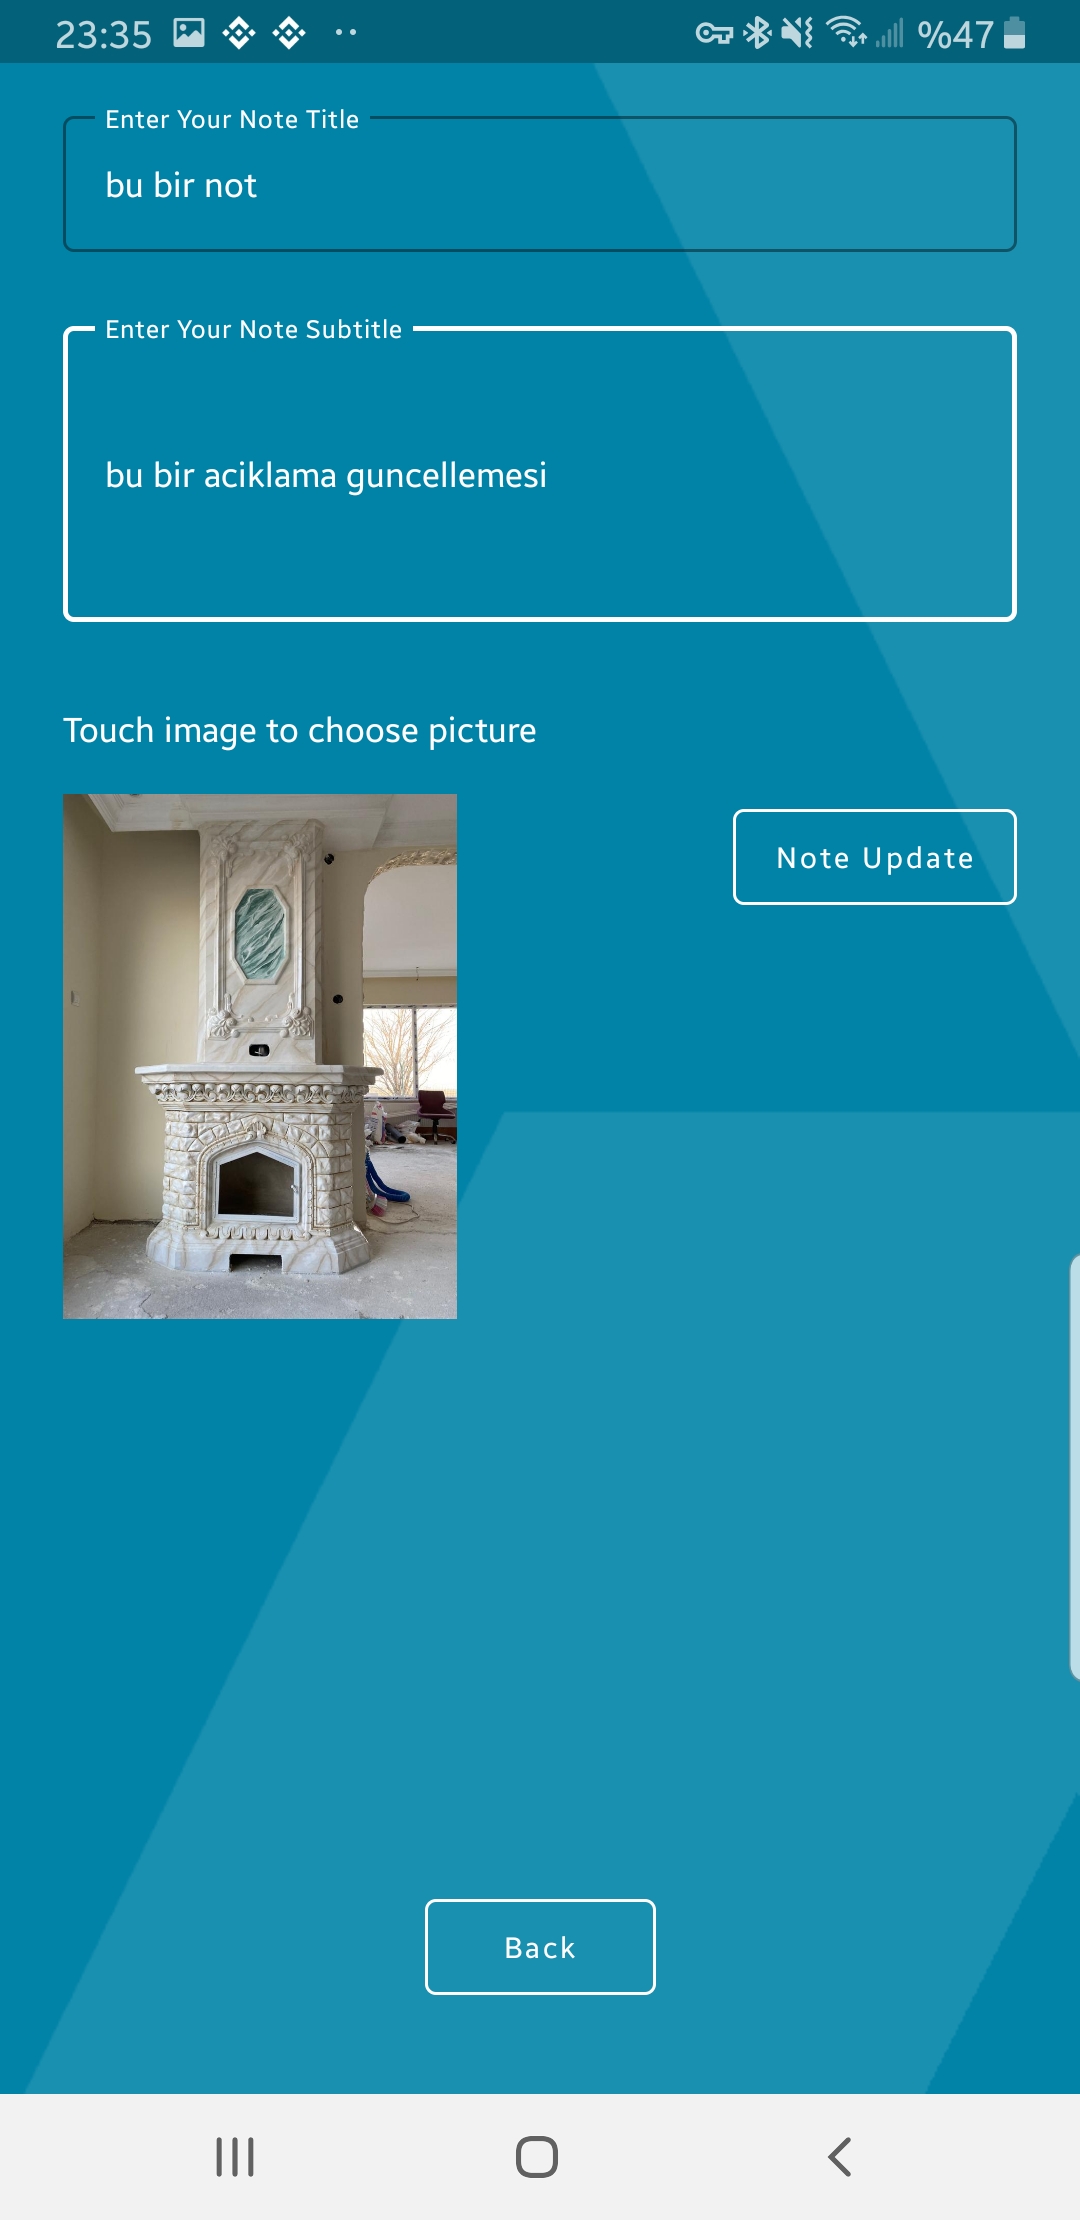 23:35
%47
Enter Your Note Title
bu bir not
Enter Your Note Subtitle
bu bir aciklama guncellemesi
Touch image to choose picture
Note Update
Back